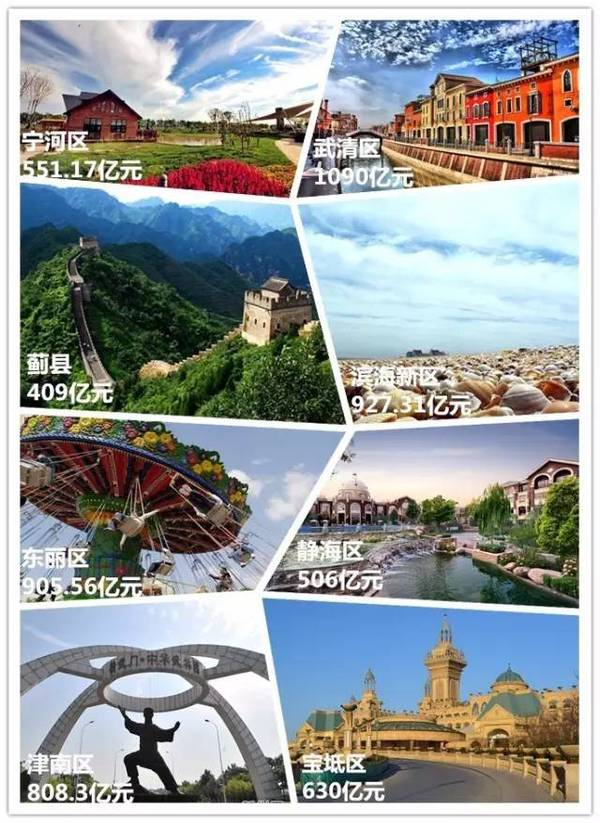 宁河区
551.17亿元
武清区
1090亿元
蓟县
409亿元
滨海新区
927.31亿元
东丽区
905.56亿元
静海区
506亿元
津南区
808.3亿元
宝坻区
630亿元